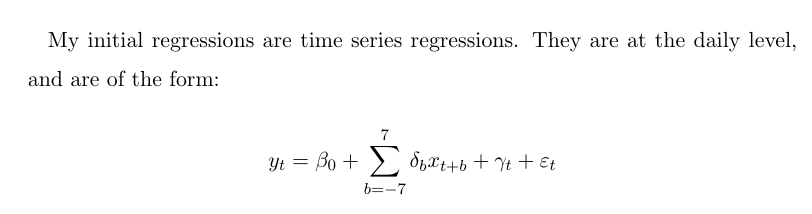 My initial regressions are time series regressions. They are at the daily level,
and are of the form:
y_t = β_0 + \sum_{b=-7}^{7} δ_b x_{t+b} + γ_t + ε_t